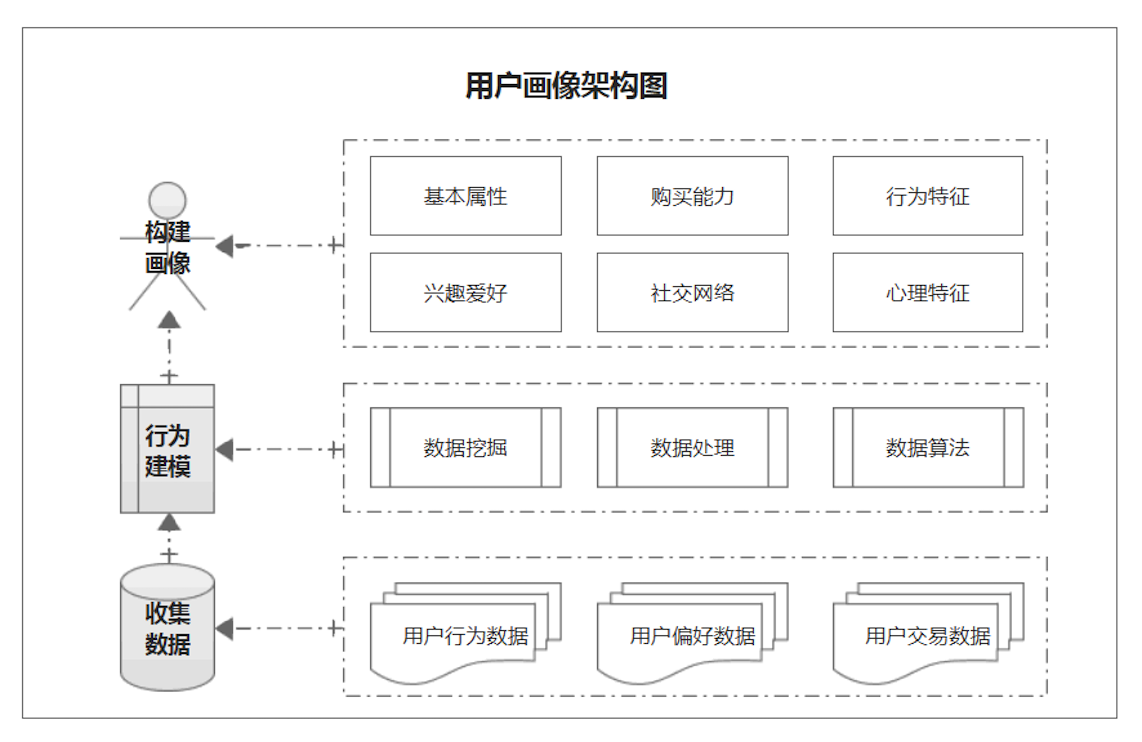 用户画像架构图
基本属性
购买能力
行为特征
构建
画像
兴趣爱好
社交网络
心理特征
行为
建模
数据挖掘
数据处理
数据算法
收集
数据
用户行为数据
用户偏好数据
用户交易数据